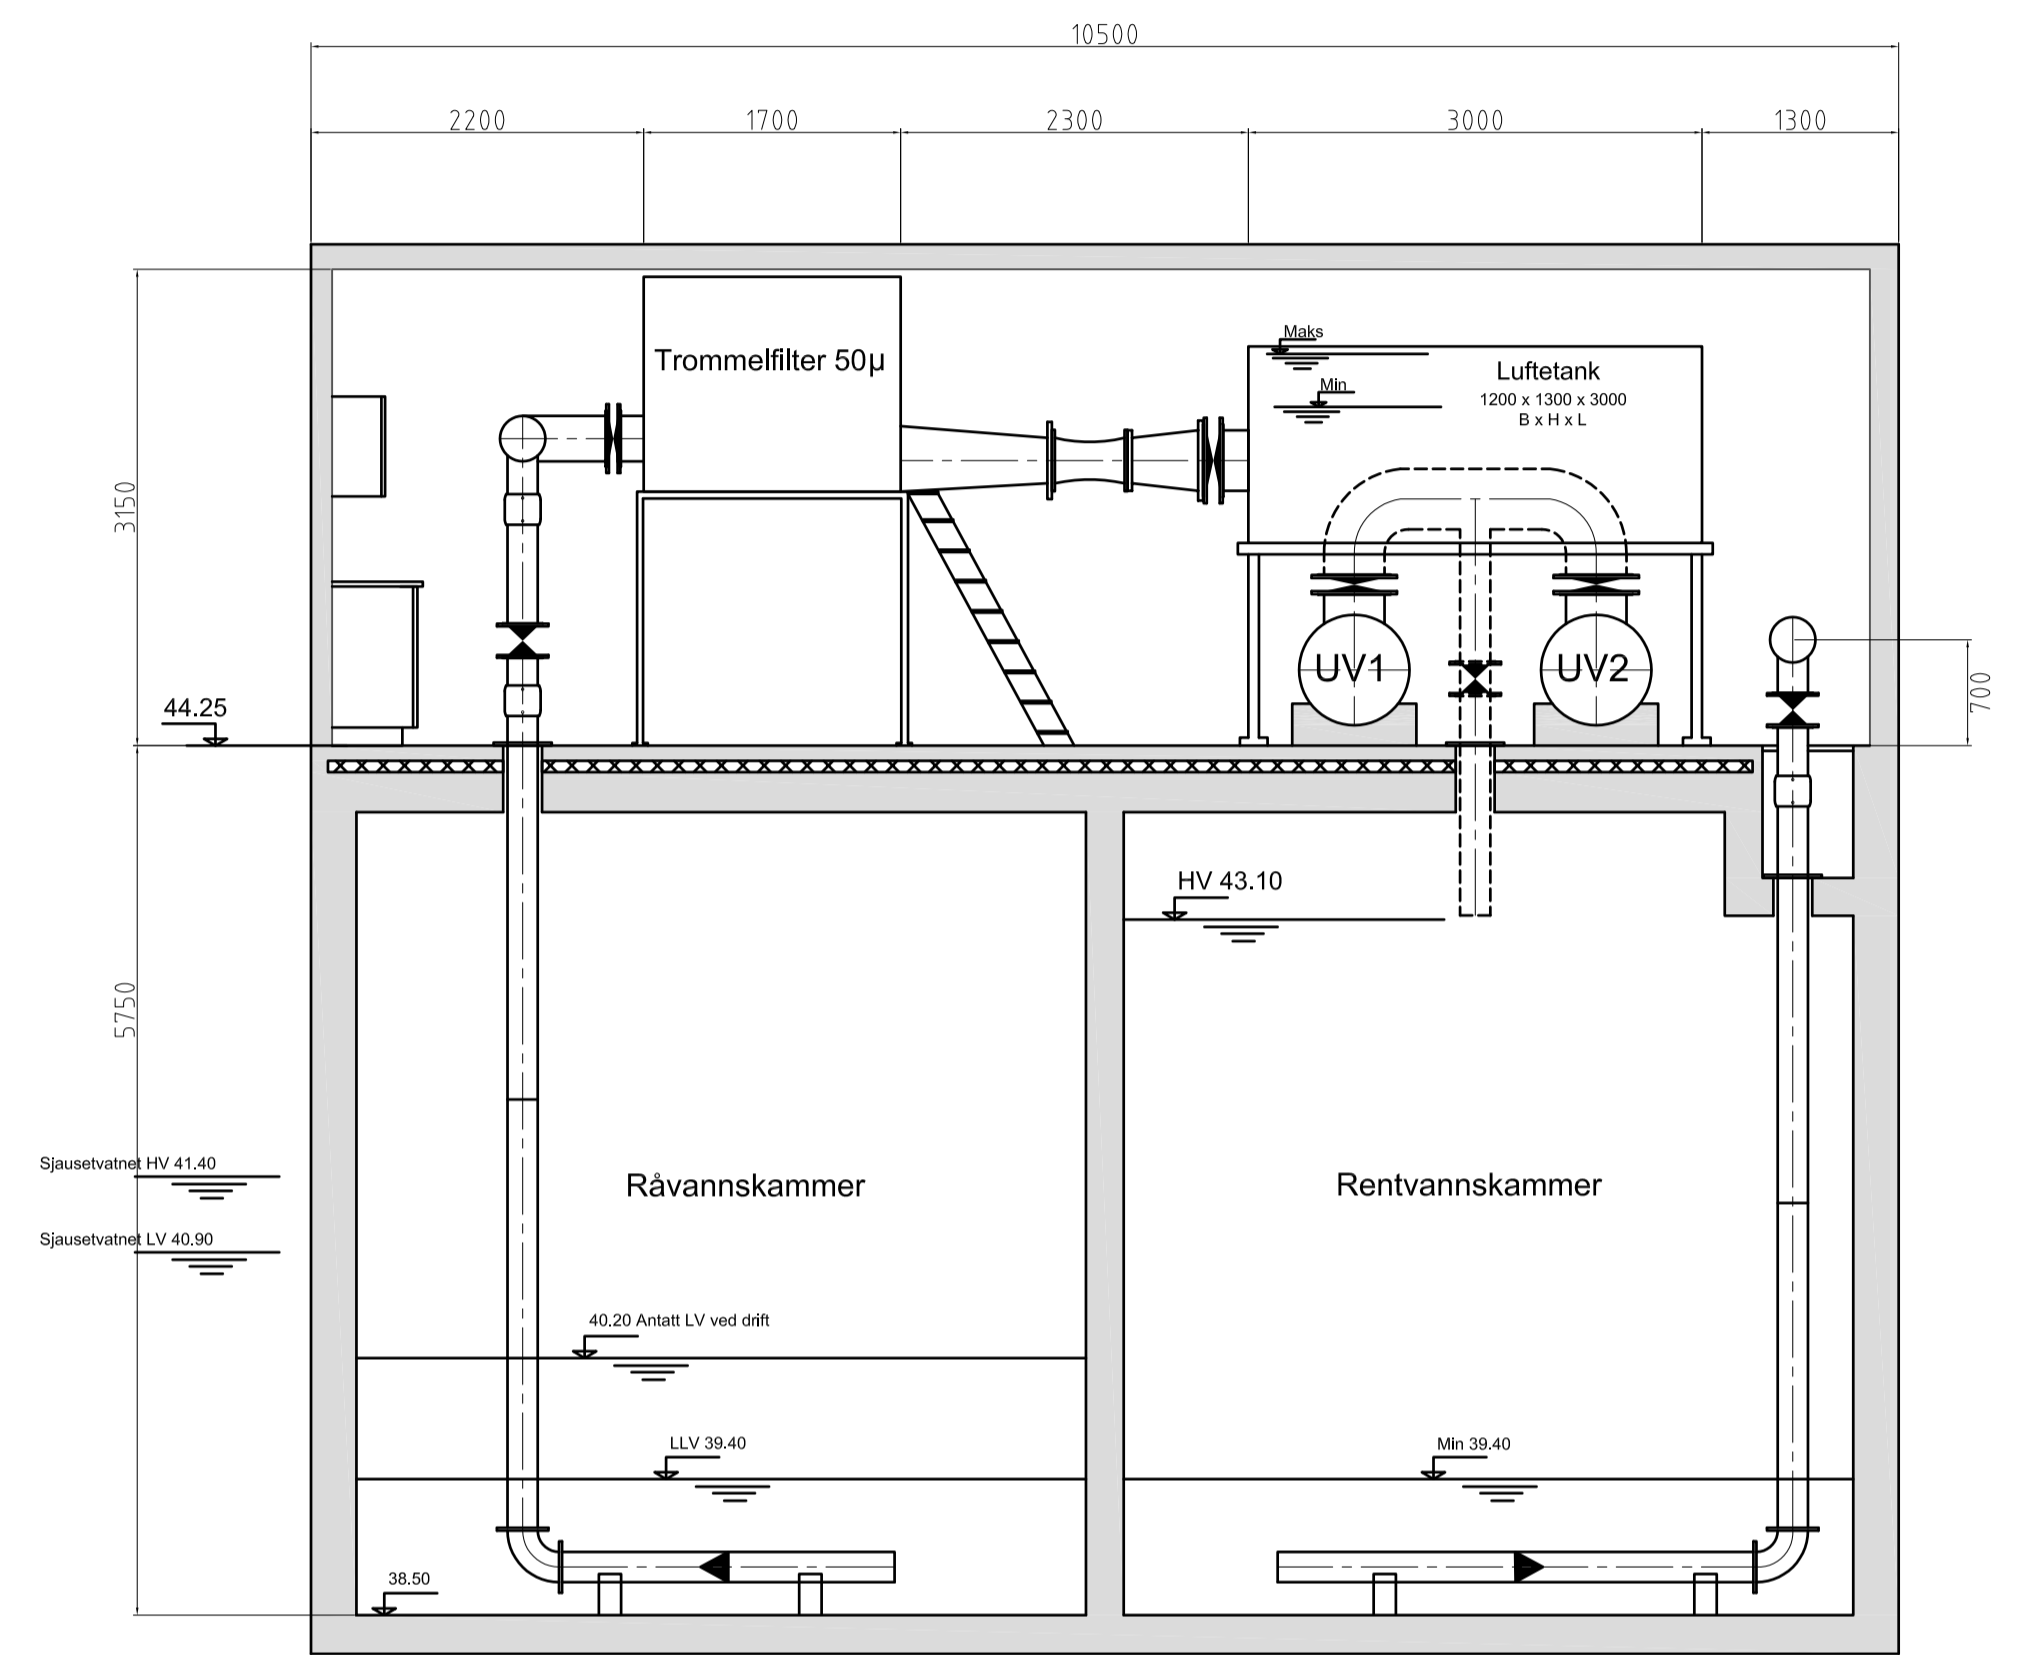 10500
2200
1700
2300
3000
1300
Maks
Trommelfilter 50µ
Luftetank
1200 x 1300 x 3000
B x H x L
Min
3150
UV1
UV2
700
44.25
HV 43.10
5750
Sjausetvatnet HV 41.40
Råvannskammer
Rentvannskammer
Sjausetvatnet LV 40.90
40.20 Antatt LV ved drift
LLV 39.40
Min 39.40
38.50